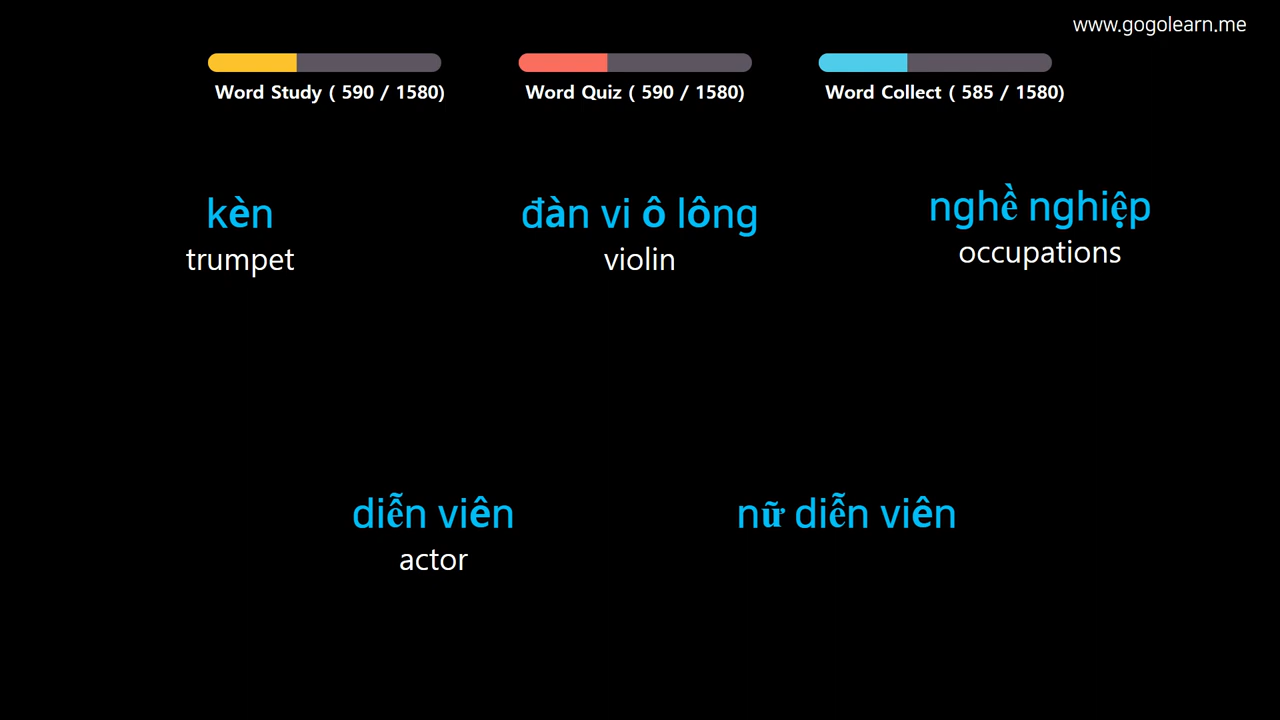 www.gogolearn.me
Word Study ( 590 / 1580)
Word Quiz ( 590 / 1580)
Word Collect ( 585 / 1580)
kèn
trumpet
đàn vi ô lông
violin
nghề nghiệp
occupations
diễn viên
actor
nữ diễn viên